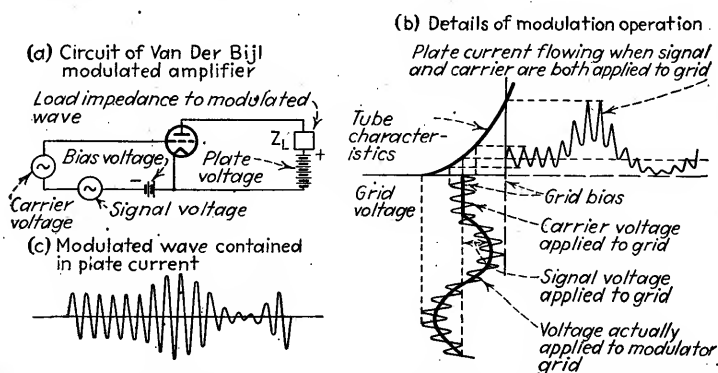 (a) Circuit of Van Der Bijl
modulated amplifier
Load impedance to modulated
wave
Z_L
+
Bias voltage
Plate
voltage
-
Carrier
voltage
Signal voltage
(c) Modulated wave contained
in plate current
(b) Details of modulation operation
Plate current flowing when signal
and carrier are both applied to grid
Tube
character-
istics
Grid
voltage
Grid bias
Carrier voltage
applied to grid
Signal voltage
applied to grid
Voltage actually
applied to modulator
grid